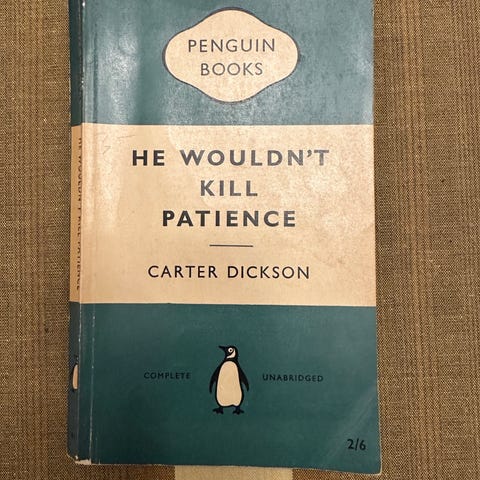 PENGUIN
BOOKS
HE WOULDN'T
KILL
PATIENCE
CARTER DICKSON
COMPLETE UNABRIDGED
2/6
HE WOULDN'T KILL PATIENCE